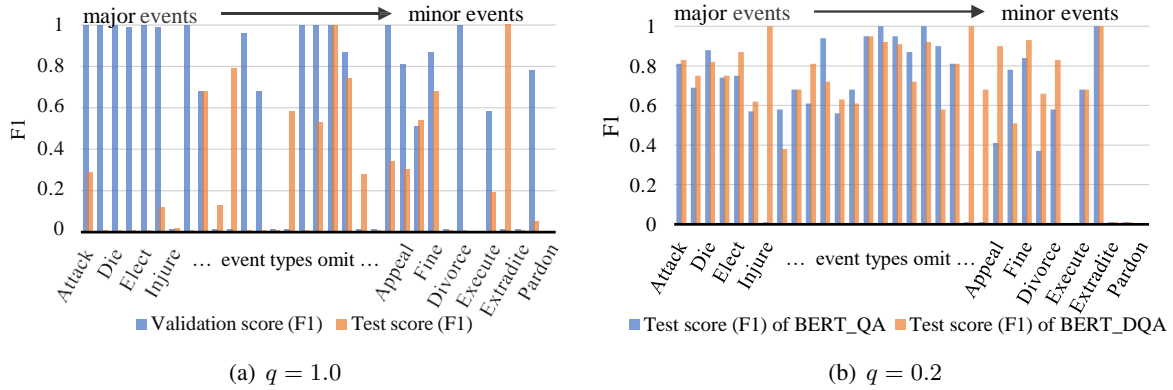 major events minor events
1
0.8
0.6
0.4
0.2
0
F1
Attack
Die
Elect
Injure
... event types omit ...
Appeal
Fine
Divorce
Execute
Extradite
Pardon
Validation score (F1) Test score (F1)
(a) q = 1.0
major events minor events
1
0.8
0.6
0.4
0.2
0
F1
Attack
Die
Elect
Injure
... event types omit ...
Appeal
Fine
Divorce
Execute
Extradite
Pardon
Test score (F1) of BERT_QA Test score (F1) of BERT_DQA
(b) q = 0.2